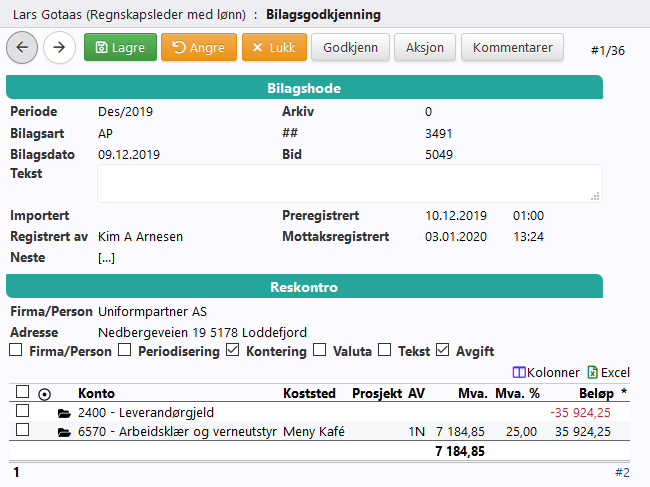 Lars Gotaas (Regnskapsleder med lønn) : Bilagsgodkjenning
Lagre Angre Lukk Godkjenn Aksjon Kommentarer #1/36
Bilagshode
Periode Des/2019 Arkiv 0
Bilagsart AP ## 3491
Bilagsdato 09.12.2019 Bid 5049
Tekst
Importert Preregistrert 10.12.2019 01:00
Registrert av Kim A Arnesen Mottaksregistrert 03.01.2020 13:24
Neste [...]
Reskontro
Firma/Person Uniformpartner AS
Adresse Nedbergeveien 19 5178 Loddefjord
Firma/Person Periodisering Kontering Valuta Tekst Avgift
Kolonner Excel
Konto Koststed Prosjekt AV Mva. Mva. % Beløp *
2400 - Leverandørgjeld -35 924,25
6570 - Arbeidsklær og verneutstyr Meny Kafé 1N 7 184,85 25,00 35 924,25
7 184,85
1 #2